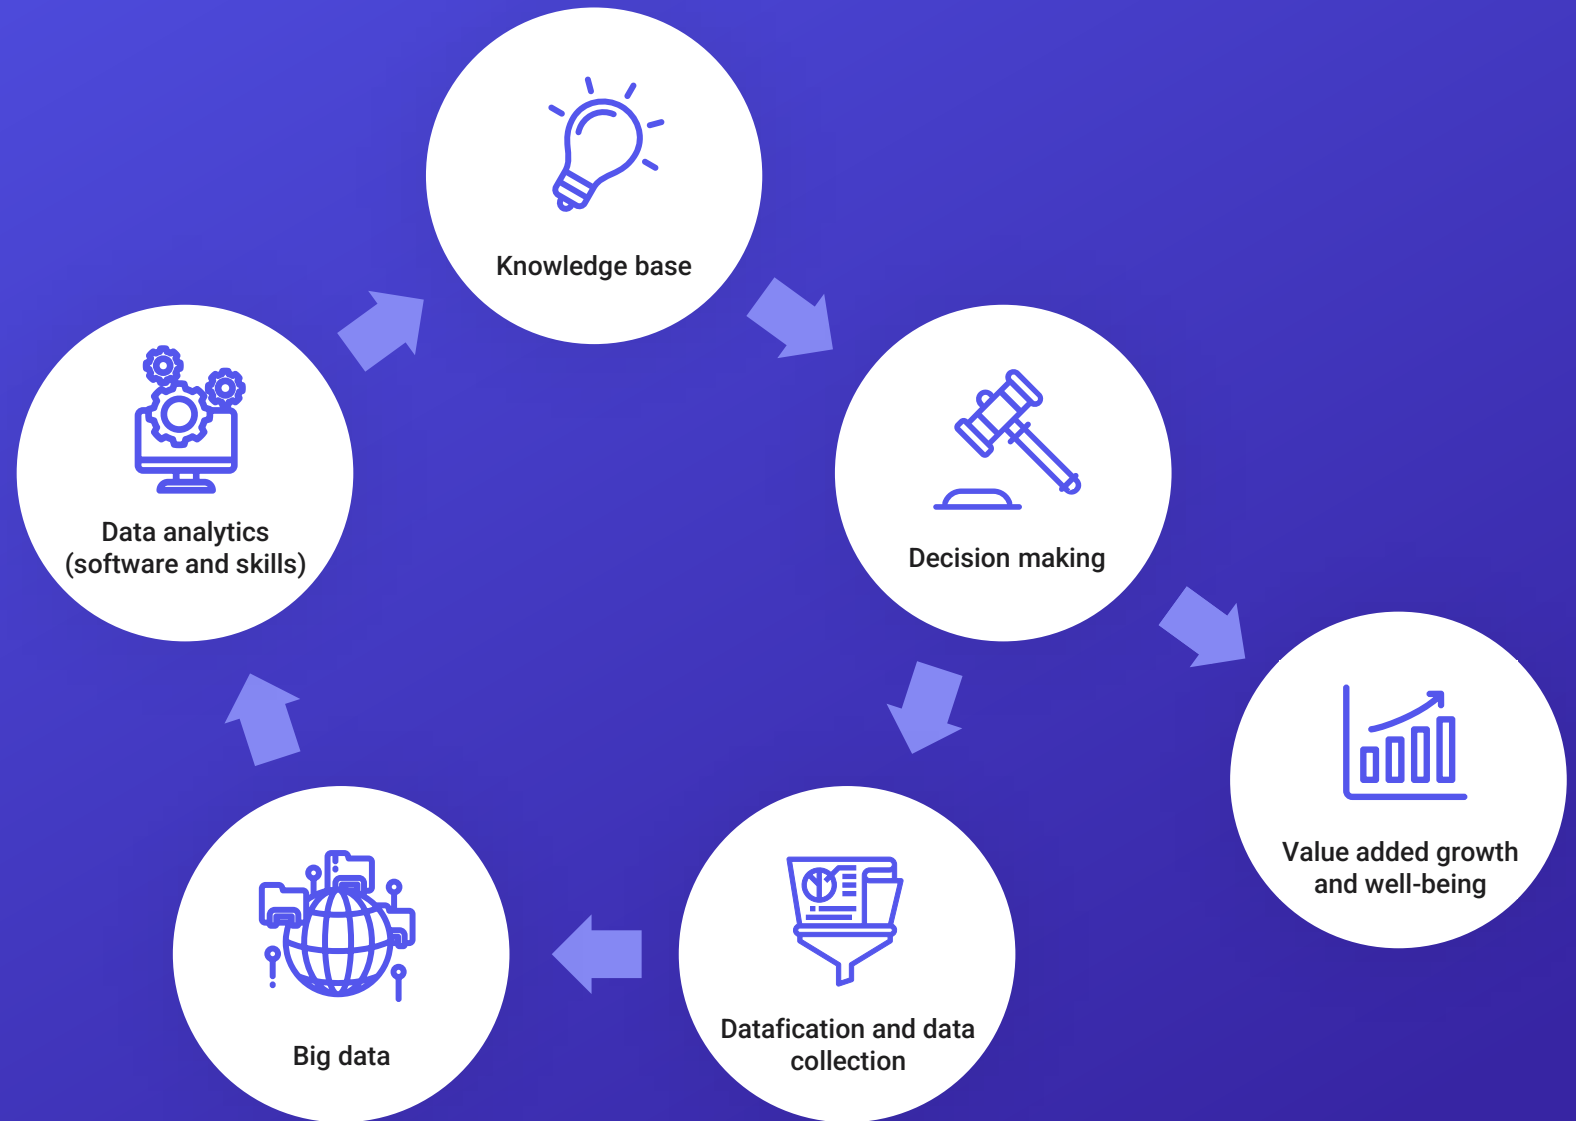 Knowledge base
Data analytics
(software and skills)
Decision making
Value added growth
and well-being
Datafication and data
collection
Big data